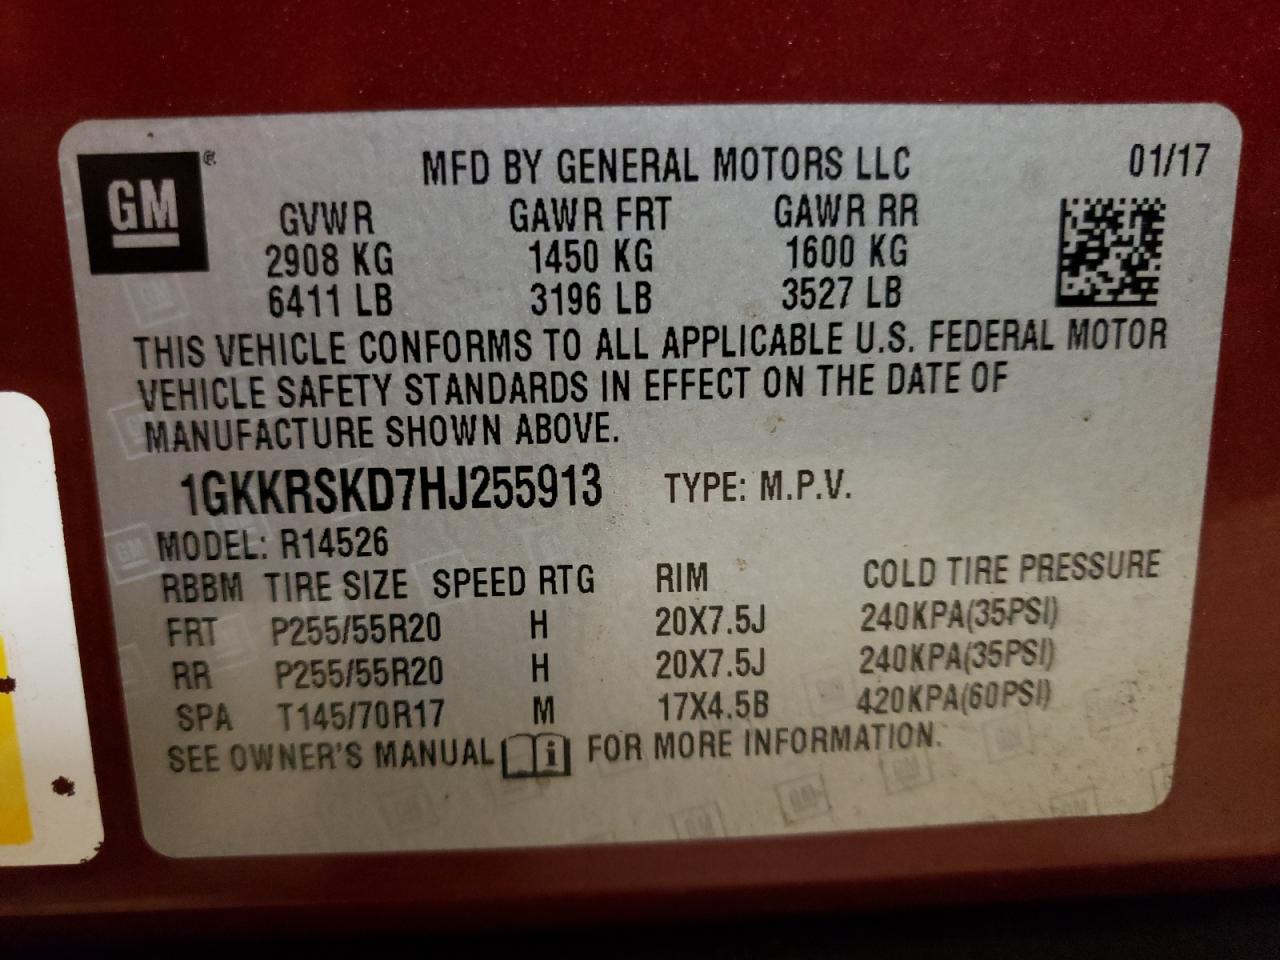 GM ®
MFD BY GENERAL MOTORS LLC 01/17
GVWR GAWR FRT GAWR RR
2908 KG 1450 KG 1600 KG
6411 LB 3196 LB 3527 LB
THIS VEHICLE CONFORMS TO ALL APPLICABLE U.S. FEDERAL MOTOR
VEHICLE SAFETY STANDARDS IN EFFECT ON THE DATE OF
MANUFACTURE SHOWN ABOVE.
1GKKRSKD7HJ255913 TYPE: M.P.V.
MODEL: R14526
RBBM TIRE SIZE SPEED RTG RIM COLD TIRE PRESSURE
FRT P255/55R20 H 20X7.5J 240KPA(35PSI)
RR P255/55R20 H 20X7.5J 240KPA(35PSI)
SPA T145/70R17 M 17X4.5B 420KPA(60PSI)
SEE OWNER'S MANUAL i FOR MORE INFORMATION.